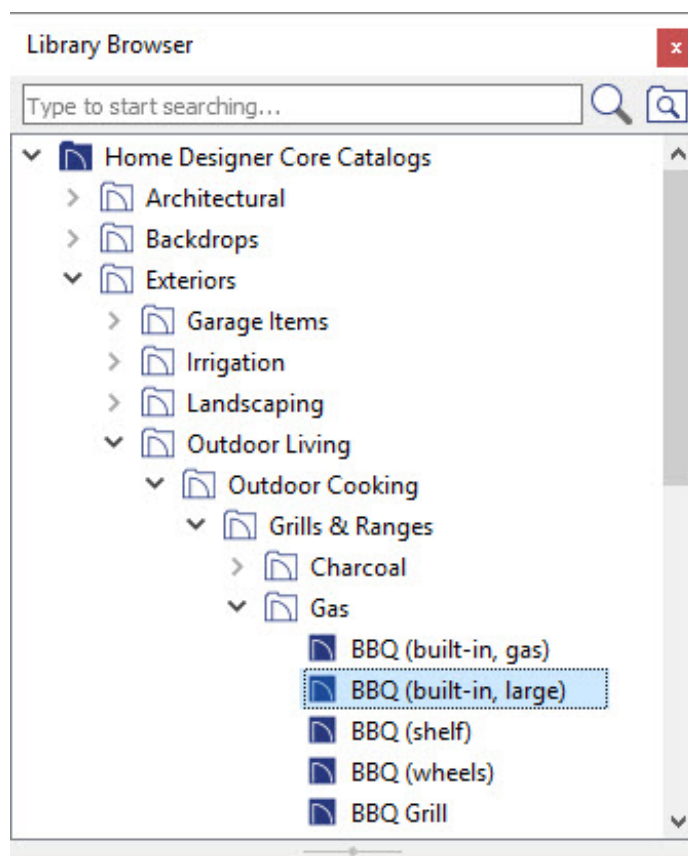 Library Browser
x
Type to start searching...
Home Designer Core Catalogs
Architectural
Backdrops
Exteriors
Garage Items
Irrigation
Landscaping
Outdoor Living
Outdoor Cooking
Grills & Ranges
Charcoal
Gas
BBQ (built-in, gas)
BBQ (built-in, large)
BBQ (shelf)
BBQ (wheels)
BBQ Grill